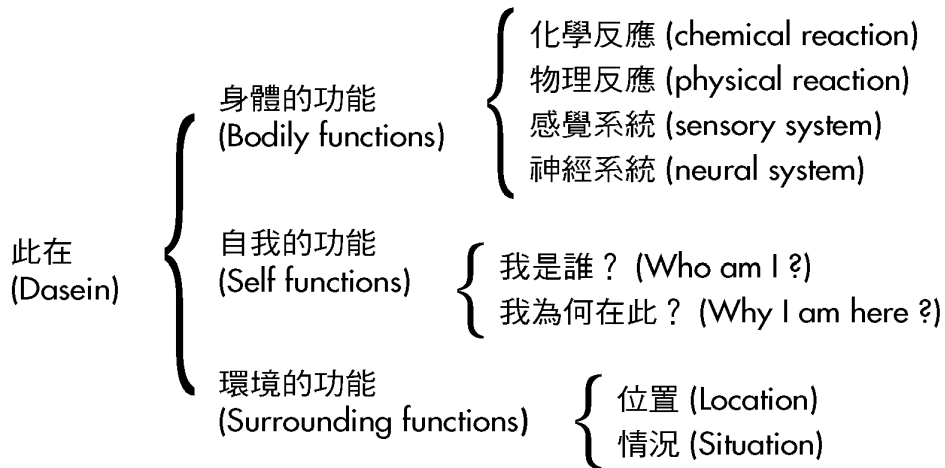 化學反應 (chemical reaction)
物理反應 (physical reaction)
身體的功能
(Bodily functions)
感覺系統 (sensory system)
神經系統 (neural system)
此在
(Dasein)
自我的功能
(Self functions)
我是誰？ (Who am I ?)
我為何在此？ (Why I am here ?)
環境的功能
(Surrounding functions)
位置 (Location)
情況 (Situation)